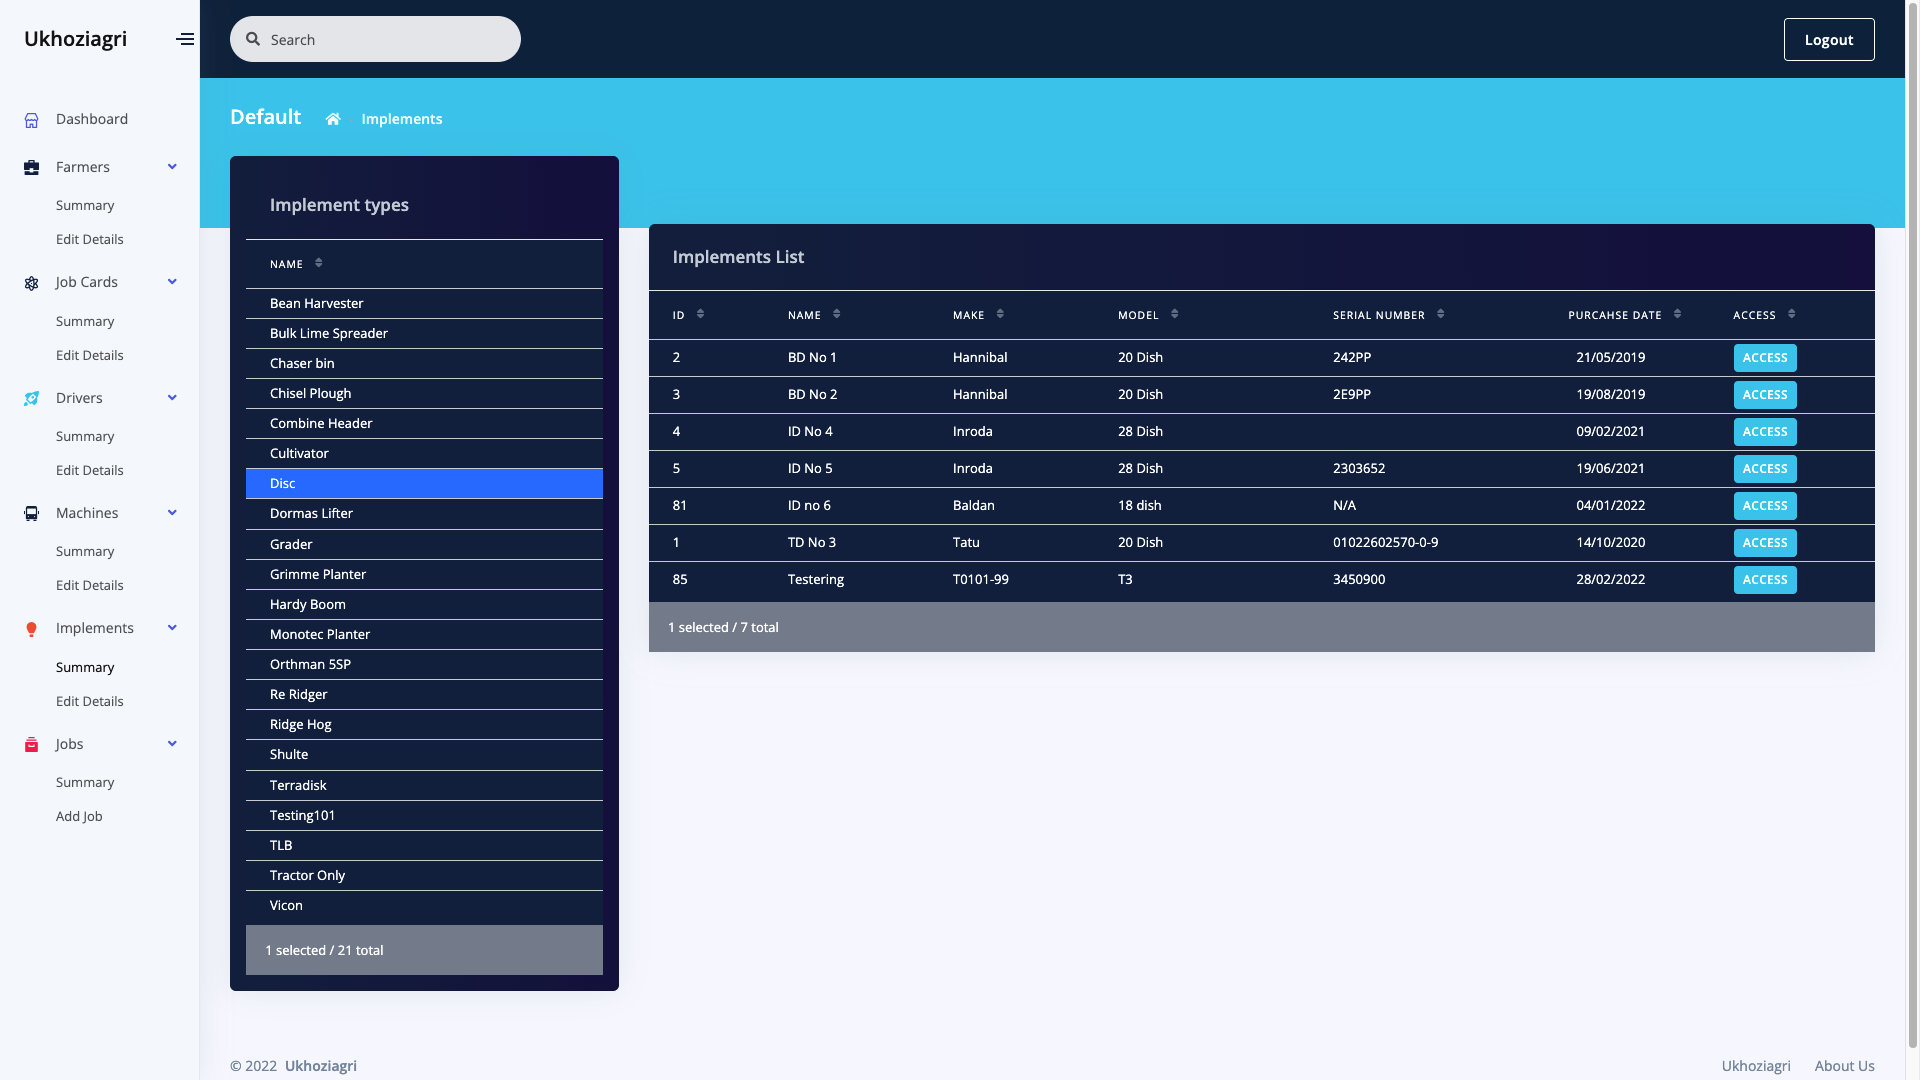 Ukhoziagri
Search
Logout
Dashboard
Farmers
Summary
Edit Details
Job Cards
Summary
Edit Details
Drivers
Summary
Edit Details
Machines
Summary
Edit Details
Implements
Summary
Edit Details
Jobs
Summary
Add Job
Default Implements
Implement types
NAME
Bean Harvester
Bulk Lime Spreader
Chaser bin
Chisel Plough
Combine Header
Cultivator
Disc
Dormas Lifter
Grader
Grimme Planter
Hardy Boom
Monotec Planter
Orthman 5SP
Re Ridger
Ridge Hog
Shulte
Terradisk
Testing101
TLB
Tractor Only
Vicon
1 selected / 21 total
Implements List
ID NAME MAKE MODEL SERIAL NUMBER PURCAHSE DATE ACCESS
2 BD No 1 Hannibal 20 Dish 242PP 21/05/2019 ACCESS
3 BD No 2 Hannibal 20 Dish 2E9PP 19/08/2019 ACCESS
4 ID No 4 Inroda 28 Dish 09/02/2021 ACCESS
5 ID No 5 Inroda 28 Dish 2303652 19/06/2021 ACCESS
81 ID no 6 Baldan 18 dish N/A 04/01/2022 ACCESS
1 TD No 3 Tatu 20 Dish 01022602570-0-9 14/10/2020 ACCESS
85 Testering T0101-99 T3 3450900 28/02/2022 ACCESS
1 selected / 7 total
© 2022 Ukhoziagri
Ukhoziagri About Us